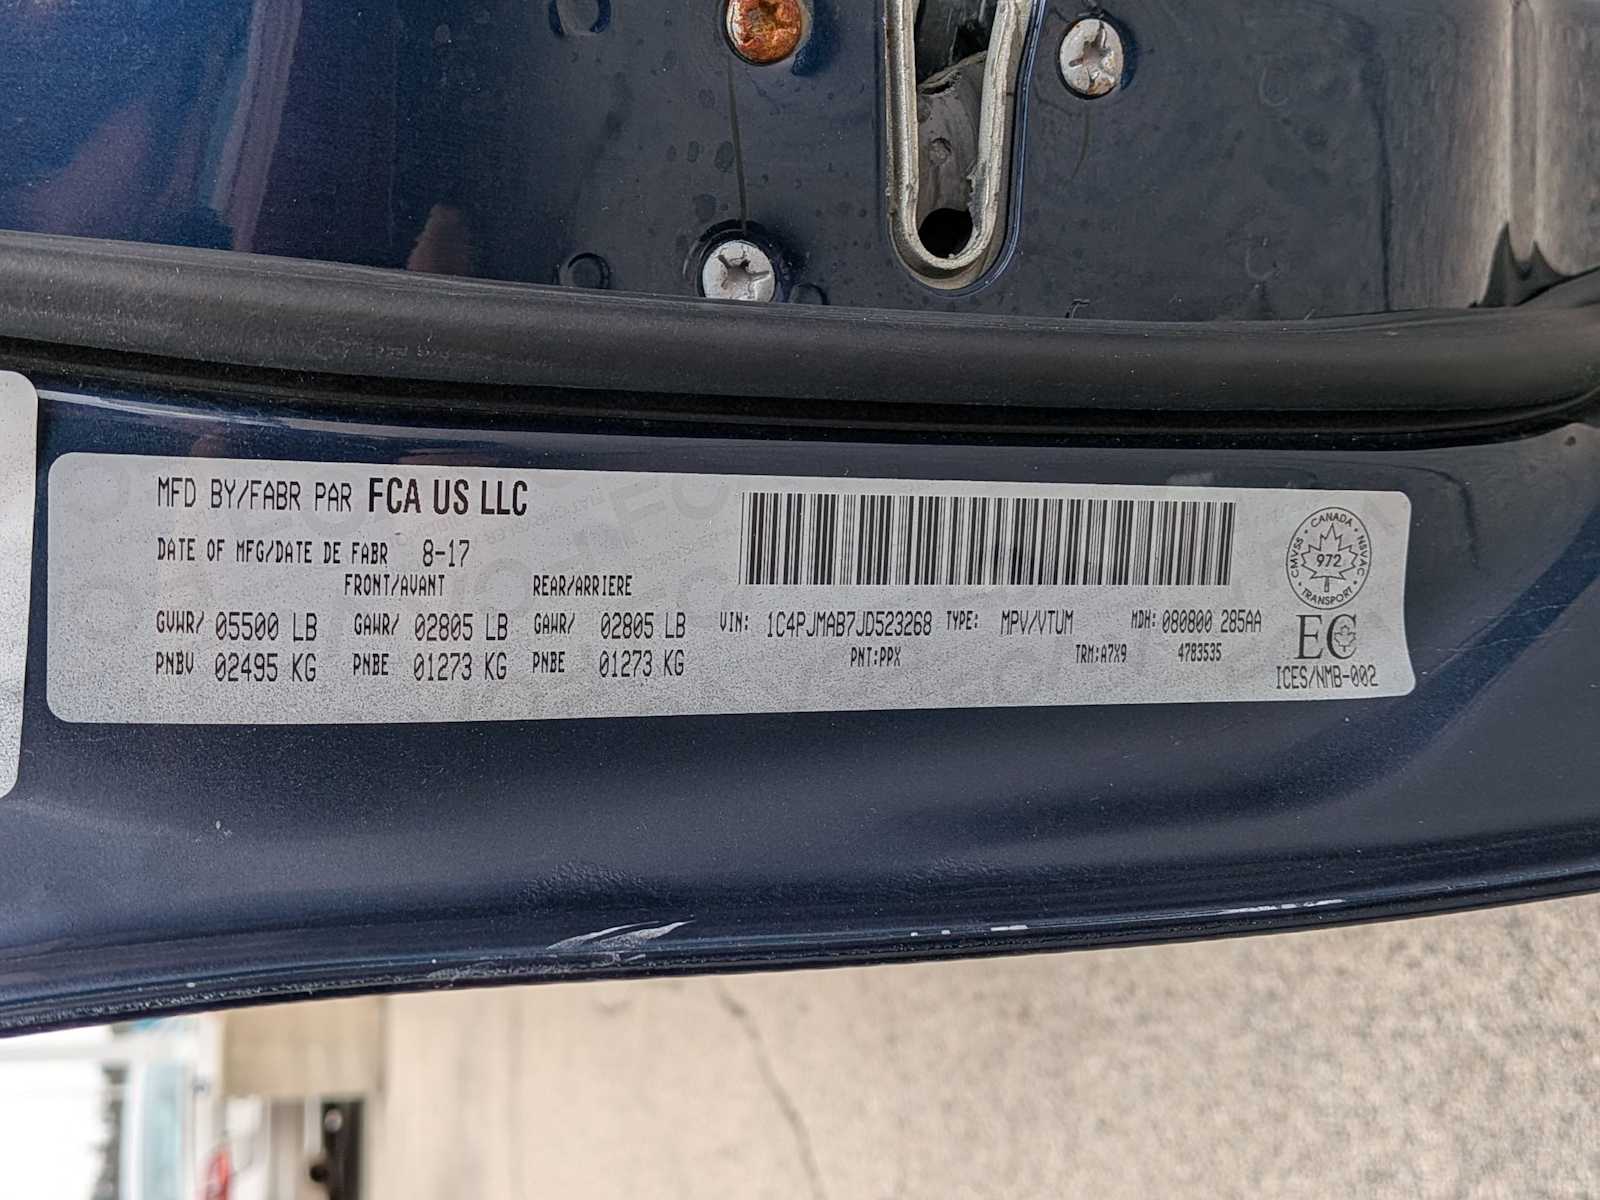 MFD BY/FABR PAR FCA US LLC
DATE OF MFG/DATE DE FABR 8-17
FRONT/AVANT REAR/ARRIERE
GVWR/ 05500 LB GAWR/ 02805 LB GAWR/ 02805 LB
PNBV 02495 KG PNBE 01273 KG PNBE 01273 KG
VIN: 1C4PJMAB7JD523268 TYPE: MPV/VTUM MDH: 080800 285AA
PNT:PPX TRM:A7X9 4783535
CANADA NSVAC TRANSPORT CMVSS
972
EC
ICES/NMB-002